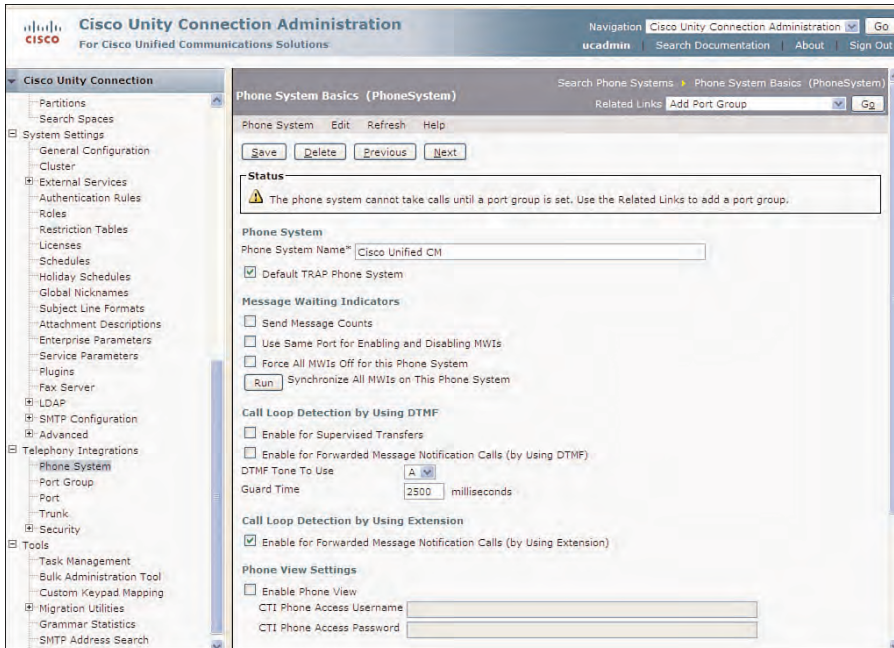 CISCO
Cisco Unity Connection Administration
For Cisco Unified Communications Solutions
Navigation Cisco Unity Connection Administration Go
ucadmin | Search Documentation | About | Sign Out
Cisco Unity Connection
Partitions
Search Spaces
System Settings
General Configuration
Cluster
External Services
Authentication Rules
Roles
Restriction Tables
Licenses
Schedules
Holiday Schedules
Global Nicknames
Subject Line Formats
Attachment Descriptions
Enterprise Parameters
Service Parameters
Plugins
Fax Server
LDAP
SMTP Configuration
Advanced
Telephony Integrations
Phone System
Port Group
Port
Trunk
Security
Tools
Task Management
Bulk Administration Tool
Custom Keypad Mapping
Migration Utilities
Grammar Statistics
SMTP Address Search
Phone System Basics (PhoneSystem)
Search Phone Systems Phone System Basics (PhoneSystem)
Related Links Add Port Group Go
Phone System Edit Refresh Help
Save Delete Previous Next
Status
The phone system cannot take calls until a port group is set. Use the Related Links to add a port group.
Phone System
Phone System Name* Cisco Unified CM
Default TRAP Phone System
Message Waiting Indicators
Send Message Counts
Use Same Port for Enabling and Disabling MWIs
Force All MWIs Off for this Phone System
Run Synchronize All MWIs on This Phone System
Call Loop Detection by Using DTMF
Enable for Supervised Transfers
Enable for Forwarded Message Notification Calls (by Using DTMF)
DTMF Tone To Use A
Guard Time 2500 milliseconds
Call Loop Detection by Using Extension
Enable for Forwarded Message Notification Calls (by Using Extension)
Phone View Settings
Enable Phone View
CTI Phone Access Username
CTI Phone Access Password